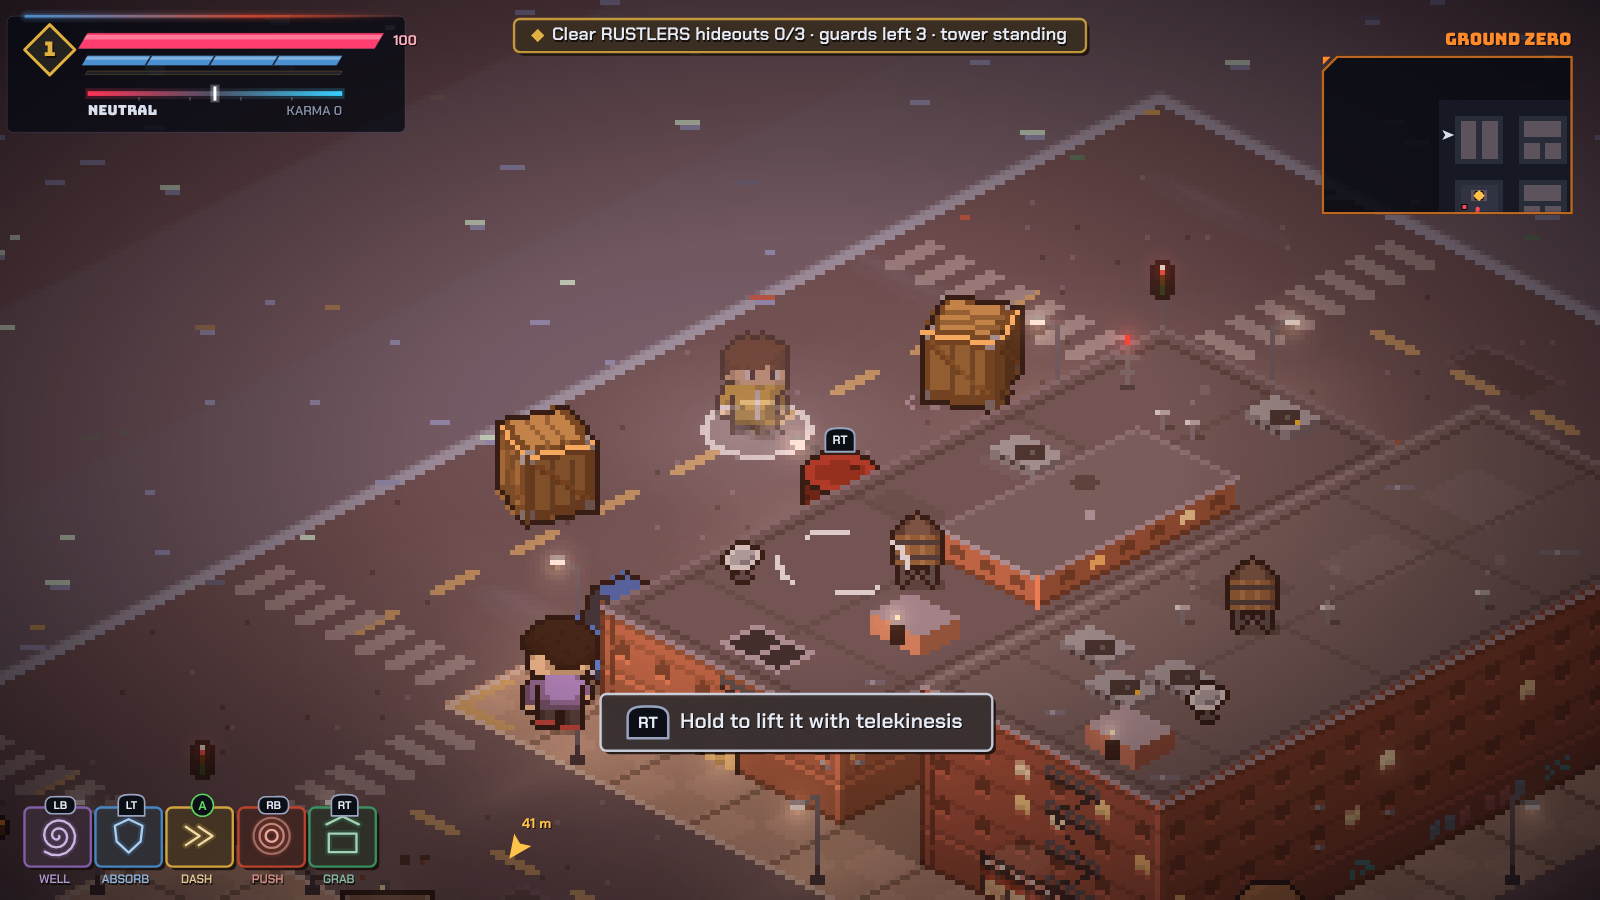 1
100
NEUTRAL
KARMA 0
Clear RUSTLERS hideouts 0/3 · guards left 3 · tower standing
GROUND ZERO
RT
RT Hold to lift it with telekinesis
41 m
LB LT A RB RT
WELL ABSORB DASH PUSH GRAB